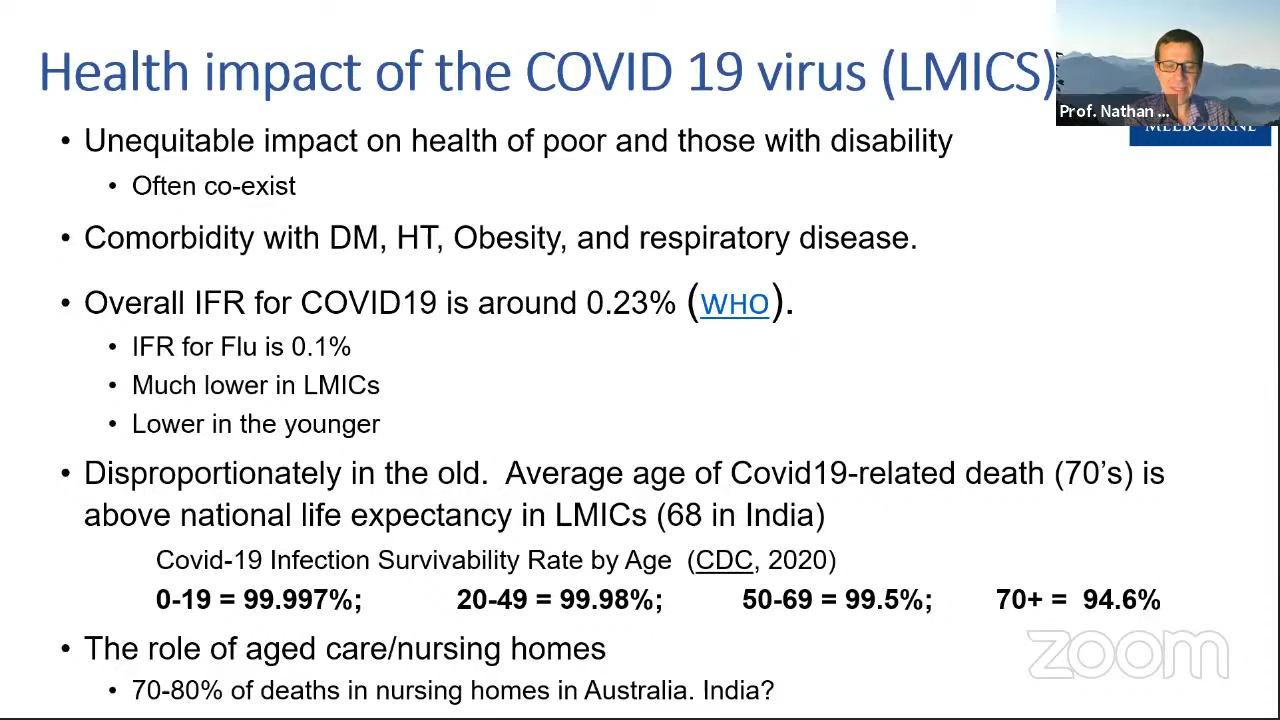 Health impact of the COVID 19 virus (LMICS)
Prof. Nathan ...
MELBOURNE
• Unequitable impact on health of poor and those with disability
• Often co-exist
• Comorbidity with DM, HT, Obesity, and respiratory disease.
• Overall IFR for COVID19 is around 0.23% (WHO).
• IFR for Flu is 0.1%
• Much lower in LMICs
• Lower in the younger
• Disproportionately in the old.  Average age of Covid19-related death (70's) is
above national life expectancy in LMICs (68 in India)
Covid-19 Infection Survivability Rate by Age  (CDC, 2020)
0-19 = 99.997%; 20-49 = 99.98%; 50-69 = 99.5%; 70+ =  94.6%
• The role of aged care/nursing homes
• 70-80% of deaths in nursing homes in Australia. India?
zoom